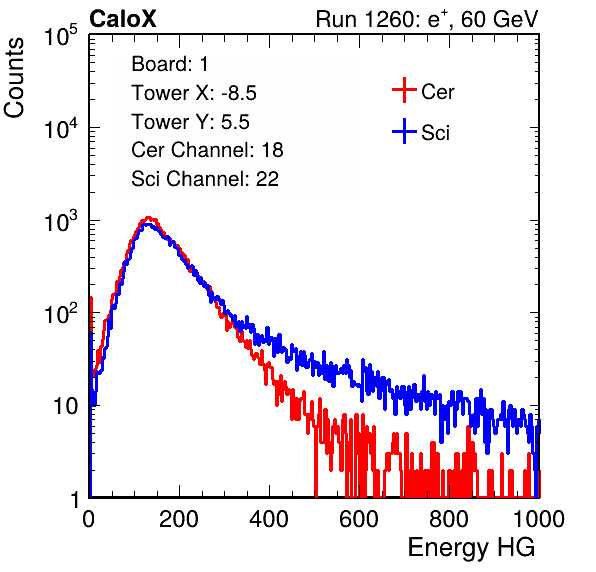 CaloX Run 1260: e⁺, 60 GeV
Counts
Board: 1
Tower X: -8.5
Tower Y: 5.5
Cer Channel: 18
Sci Channel: 22
Cer
Sci
10⁵
10⁴
10³
10²
10
1
0 200 400 600 800 1000
Energy HG